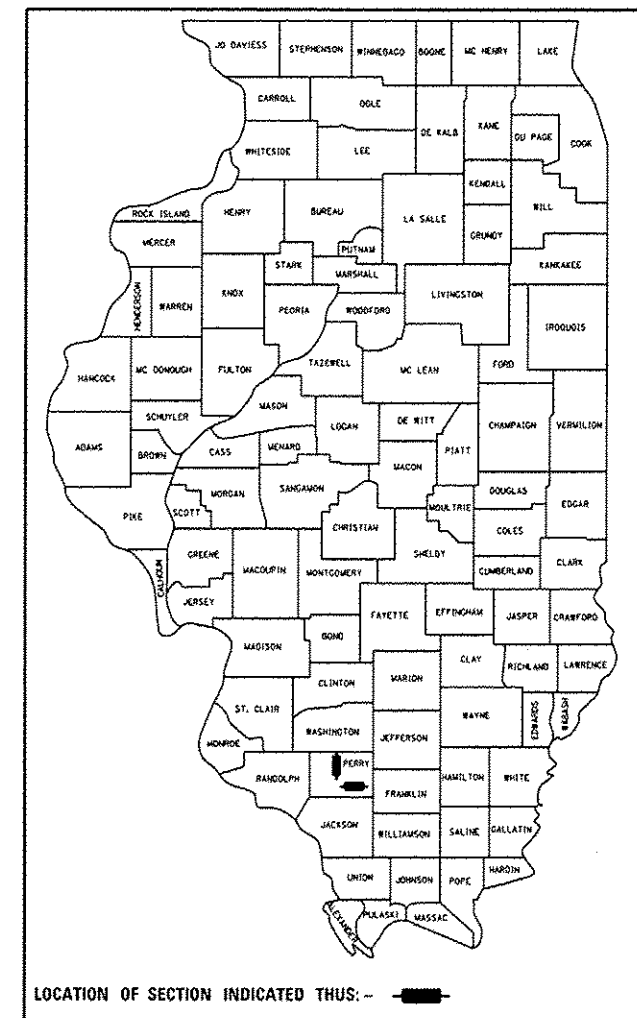 JO DAVIESS STEPHENSON WINNEBAGO BOONE MC HENRY LAKE
CARROLL OGLE DE KALB KANE DU PAGE COOK
WHITESIDE LEE
KENDALL WILL
ROCK ISLAND HENRY BUREAU LA SALLE GRUNDY
MERCER PUTNAM KANKAKEE
STARK MARSHALL
HENDERSON WARREN KNOX PEORIA WOODFORD LIVINGSTON IROQUOIS
HANCOCK MC DONOUGH FULTON TAZEWELL MC LEAN FORD
MASON
SCHUYLER LOGAN DE WITT CHAMPAIGN VERMILION
ADAMS BROWN CASS MENARD MACON PIATT
PIKE SCOTT MORGAN SANGAMON MOULTRIE DOUGLAS EDGAR
CHRISTIAN COLES
GREENE MACOUPIN MONTGOMERY SHELBY CUMBERLAND CLARK
CALHOUN JERSEY
FAYETTE EFFINGHAM JASPER CRAWFORD
MADISON BOND
CLAY RICHLAND LAWRENCE
CLINTON MARION
ST. CLAIR WAYNE EDWARDS WABASH
WASHINGTON JEFFERSON
MONROE
RANDOLPH PERRY HAMILTON WHITE
FRANKLIN
JACKSON WILLIAMSON SALINE GALLATIN
UNION JOHNSON POPE HARDIN
ALEXANDER PULASKI MASSAC
LOCATION OF SECTION INDICATED THUS: -